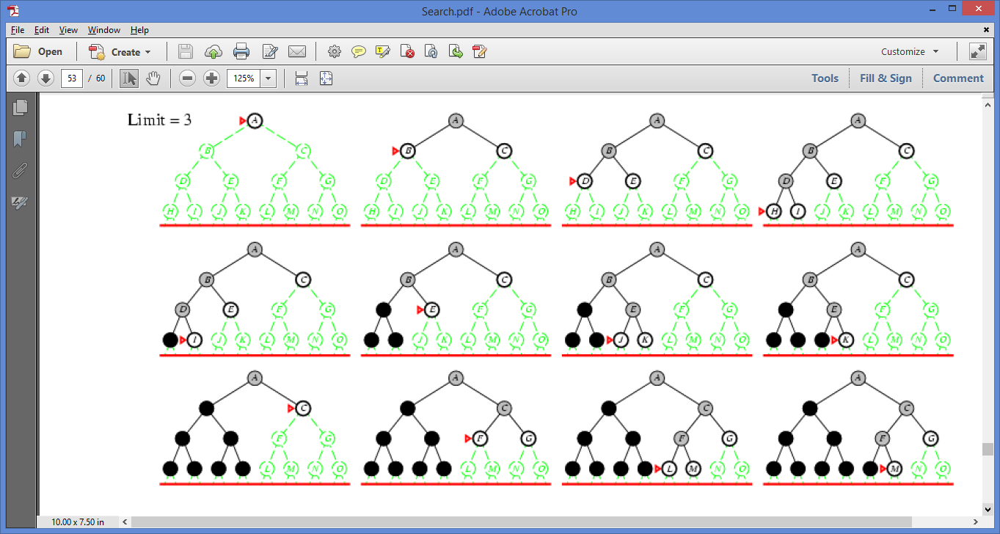 Search.pdf - Adobe Acrobat Pro
File Edit View Window Help
Open Create Customize
53 / 60 125% Tools Fill & Sign Comment
Limit = 3
A A A A
B C B C B C B C
D E F G D E F G D E F G D E F G
H I J K L M N O H I J K L M N O H I J K L M N O H I J K L M N O
A A A A
B C B C B C B C
D E F G E F G E F G E F G
I J K L M N O J K L M N O J K L M N O K L M N O
A A A A
C C C C
F G F G F G F G
L M N O L M N O L M N O M N O
10.00 x 7.50 in